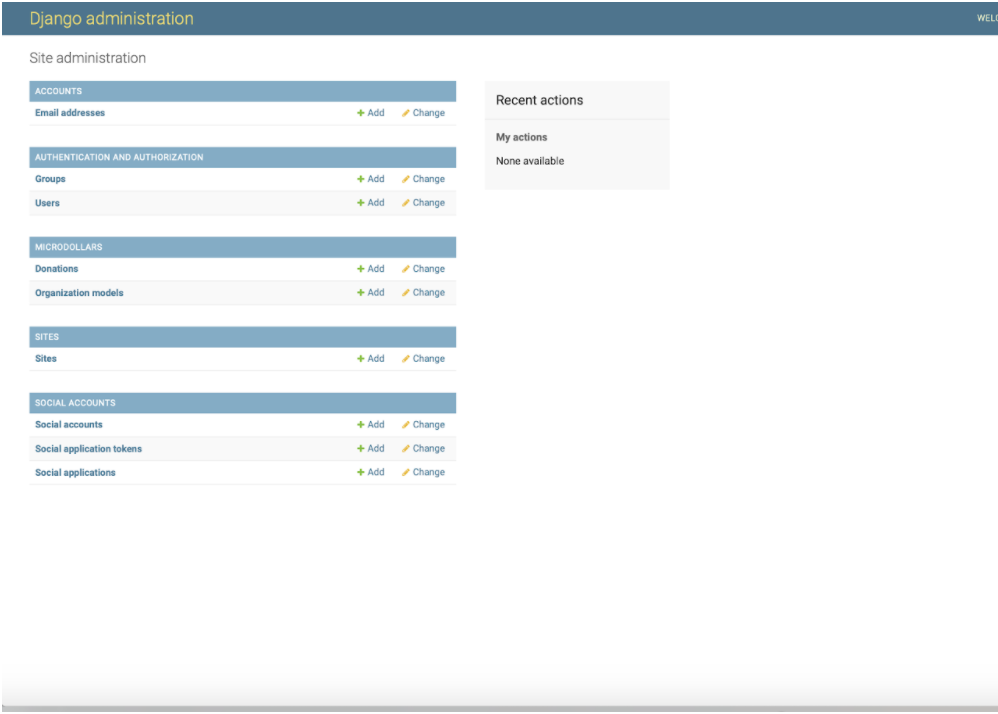 Django administration
WELC
Site administration
ACCOUNTS
Email addresses + Add Change
AUTHENTICATION AND AUTHORIZATION
Groups + Add Change
Users + Add Change
MICRODOLLARS
Donations + Add Change
Organization models + Add Change
SITES
Sites + Add Change
SOCIAL ACCOUNTS
Social accounts + Add Change
Social application tokens + Add Change
Social applications + Add Change
Recent actions
My actions
None available